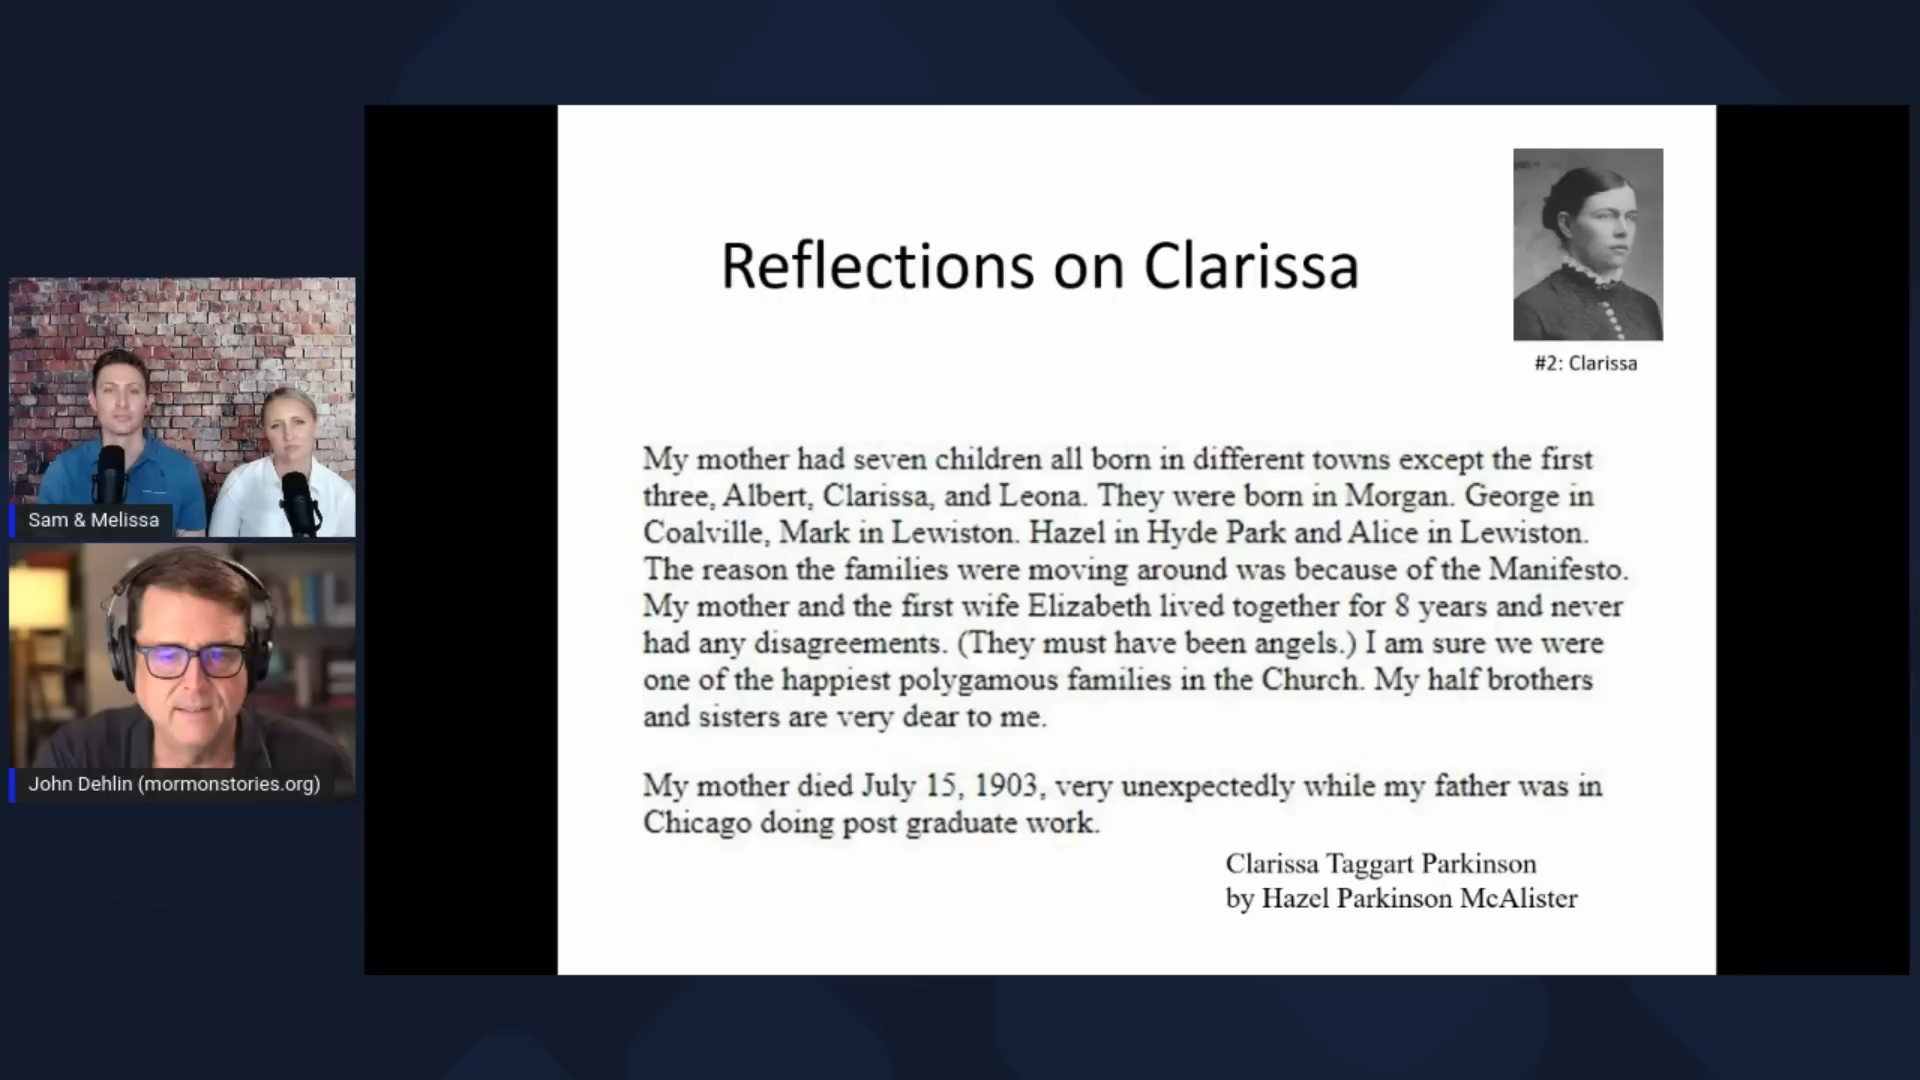 Reflections on Clarissa
#2: Clarissa
My mother had seven children all born in different towns except the first
three, Albert, Clarissa, and Leona. They were born in Morgan. George in
Coalville, Mark in Lewiston. Hazel in Hyde Park and Alice in Lewiston.
The reason the families were moving around was because of the Manifesto.
My mother and the first wife Elizabeth lived together for 8 years and never
had any disagreements. (They must have been angels.) I am sure we were
one of the happiest polygamous families in the Church. My half brothers
and sisters are very dear to me.
My mother died July 15, 1903, very unexpectedly while my father was in
Chicago doing post graduate work.
Clarissa Taggart Parkinson
by Hazel Parkinson McAlister
Sam & Melissa
John Dehlin (mormonstories.org)